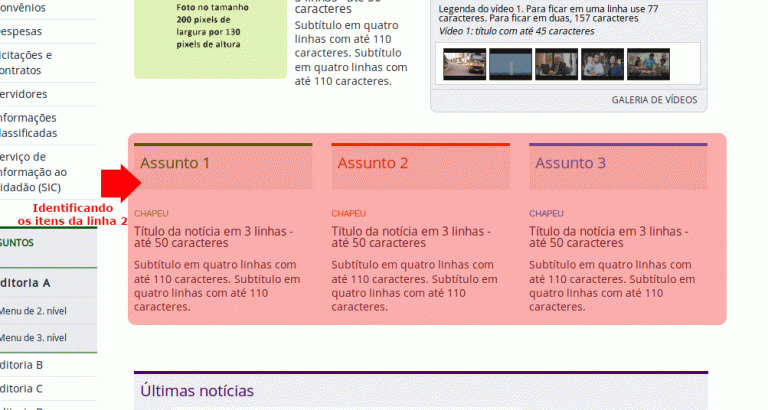 onvênios
espesas
icitações e
ontratos
ervidores
nformações
lassificadas
erviço de
nformação ao
idadão (SIC)
Identificando
os itens da linha 2
SUNTOS
ditoria A
Menu de 2. nível
Menu de 3. nível
ditoria B
ditoria C
Foto no tamanho
200 pixels de
largura por 130
pixels de altura
caracteres
Subtítulo em quatro
linhas com até 110
caracteres. Subtítulo
em quatro linhas com
até 110 caracteres.
Legenda do vídeo 1. Para ficar em uma linha use 77
caracteres. Para ficar em duas, 157 caracteres
Vídeo 1: título com até 45 caracteres
GALERIA DE VÍDEOS
Assunto 1
CHAPÉU
Título da notícia em 3 linhas -
até 50 caracteres
Subtítulo em quatro linhas com
até 110 caracteres. Subtítulo em
quatro linhas com até 110
caracteres.
Assunto 2
CHAPÉU
Título da notícia em 3 linhas -
até 50 caracteres
Subtítulo em quatro linhas com
até 110 caracteres. Subtítulo em
quatro linhas com até 110
caracteres.
Assunto 3
CHAPÉU
Título da notícia em 3 linhas -
até 50 caracteres
Subtítulo em quatro linhas com
até 110 caracteres. Subtítulo em
quatro linhas com até 110
caracteres.
Últimas notícias